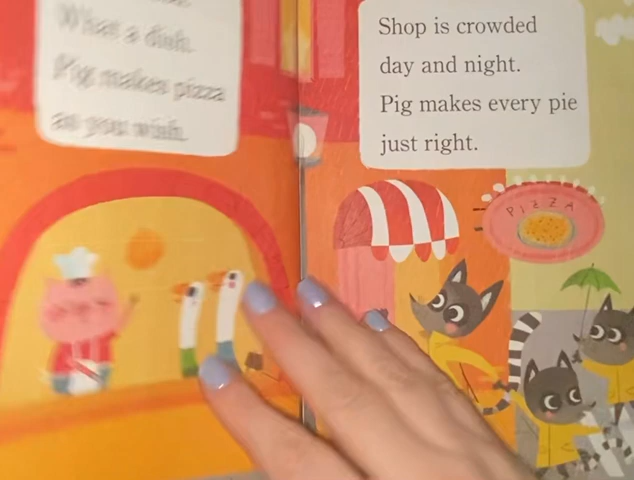 What a dish.
Pig makes pizza
as you wish.
Shop is crowded
day and night.
Pig makes every pie
just right.
PIZZA